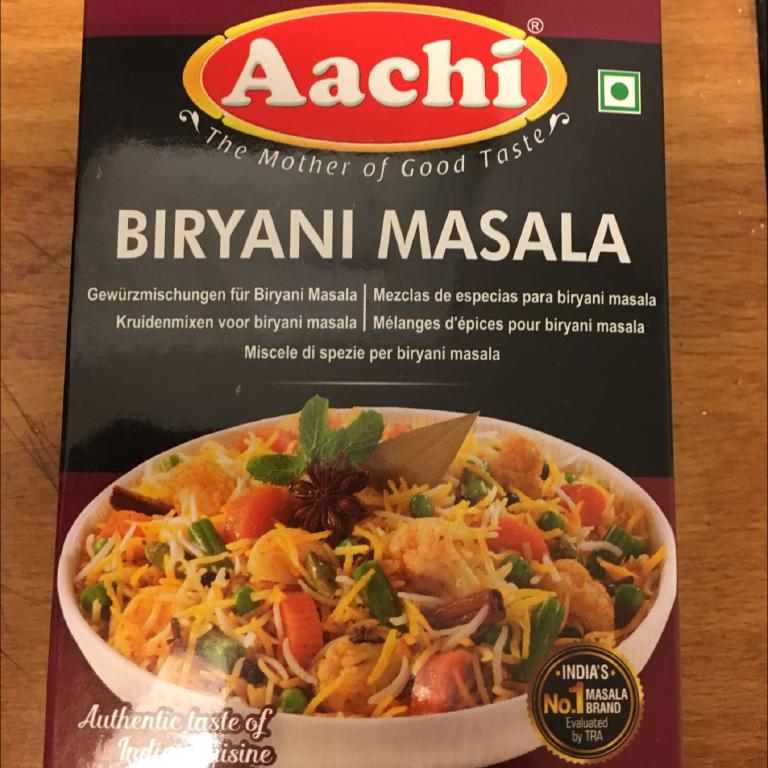 Aachi®
The Mother of Good Taste
BIRYANI MASALA
Gewürzmischungen für Biryani Masala | Mezclas de especias para biryani masala
Kruidenmixen voor biryani masala | Mélanges d'épices pour biryani masala
Miscele di spezie per biryani masala
INDIA'S
No.1 MASALA BRAND
Evaluated
by TRA
Authentic taste of